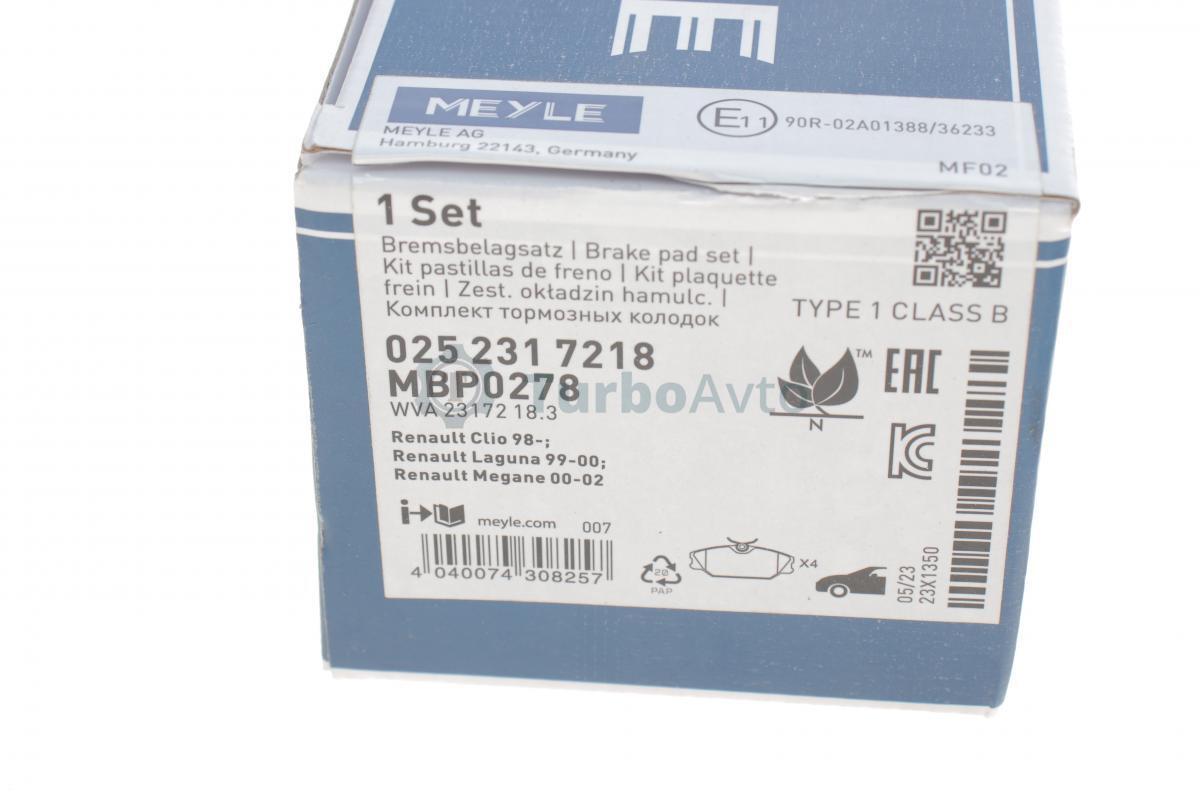 MEYLE
MEYLE AG
Hamburg 22143, Germany
E11 90R-02A01388/36233
MF02
1 Set
Bremsbelagsatz | Brake pad set |
Kit pastillas de freno | Kit plaquette
frein | Zest. okładzin hamulc. |
Комплект тормозных колодок
TYPE 1 CLASS B
025 231 7218
MBP0278
WVA 23172 18.3
TurboAvto
TM
N
EAC
Renault Clio 98-;
Renault Laguna 99-00;
Renault Megane 00-02
i
meyle.com
007
4 040074 308257
20
PAP
X4
05/23
23X1350